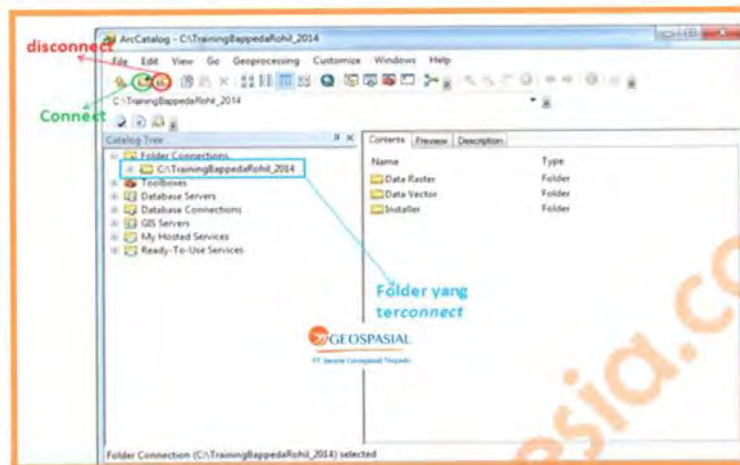 ArcCatalog - C:\TrainingBappedaRohil_2014
disconnect
File Edit View Go Geoprocessing Customize Windows Help
C:\TrainingBappedaRohil_2014
Connect
Catalog Tree
Contents Preview Description
Folder Connections
C:\TrainingBappedaRohil_2014
Toolboxes
Database Servers
Database Connections
GIS Servers
My Hosted Services
Ready-To-Use Services
Name Type
Data Raster Folder
Data Vector Folder
Installer Folder
Folder yang
terconnect
GEOSPASIAL
esia.co
Folder Connection (C:\TrainingBappedaRohil_2014) selected